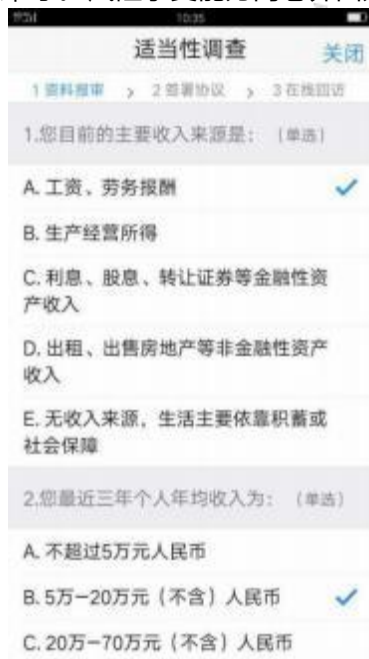 10:35
适当性调查
关闭
1 资料报审 > 2 签署协议 > 3 在线回访
1.您目前的主要收入来源是：（单选）
A. 工资、劳务报酬
B. 生产经营所得
C. 利息、股息、转让证券等金融性资
产收入
D. 出租、出售房地产等非金融性资产
收入
E. 无收入来源，生活主要依靠积蓄或
社会保障
2.您最近三年个人年均收入为：（单选）
A. 不超过5万元人民币
B. 5万—20万元（不含）人民币
C. 20万—70万元（不含）人民币